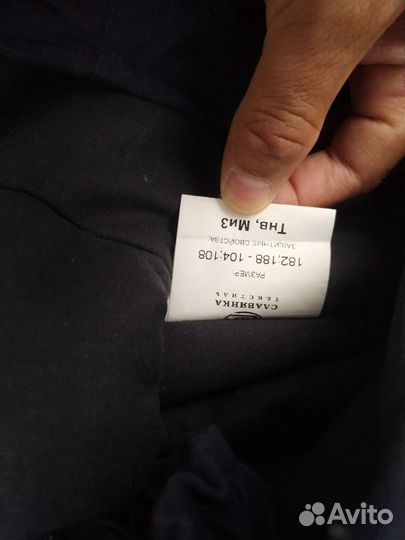 СЛАВЯНКА
ТЕКСТИЛЬ
РАЗМЕР:
182,188 - 104;108
ЗАЩИТНЫЕ СВОЙСТВА:
Тнв, Ми3
Avito